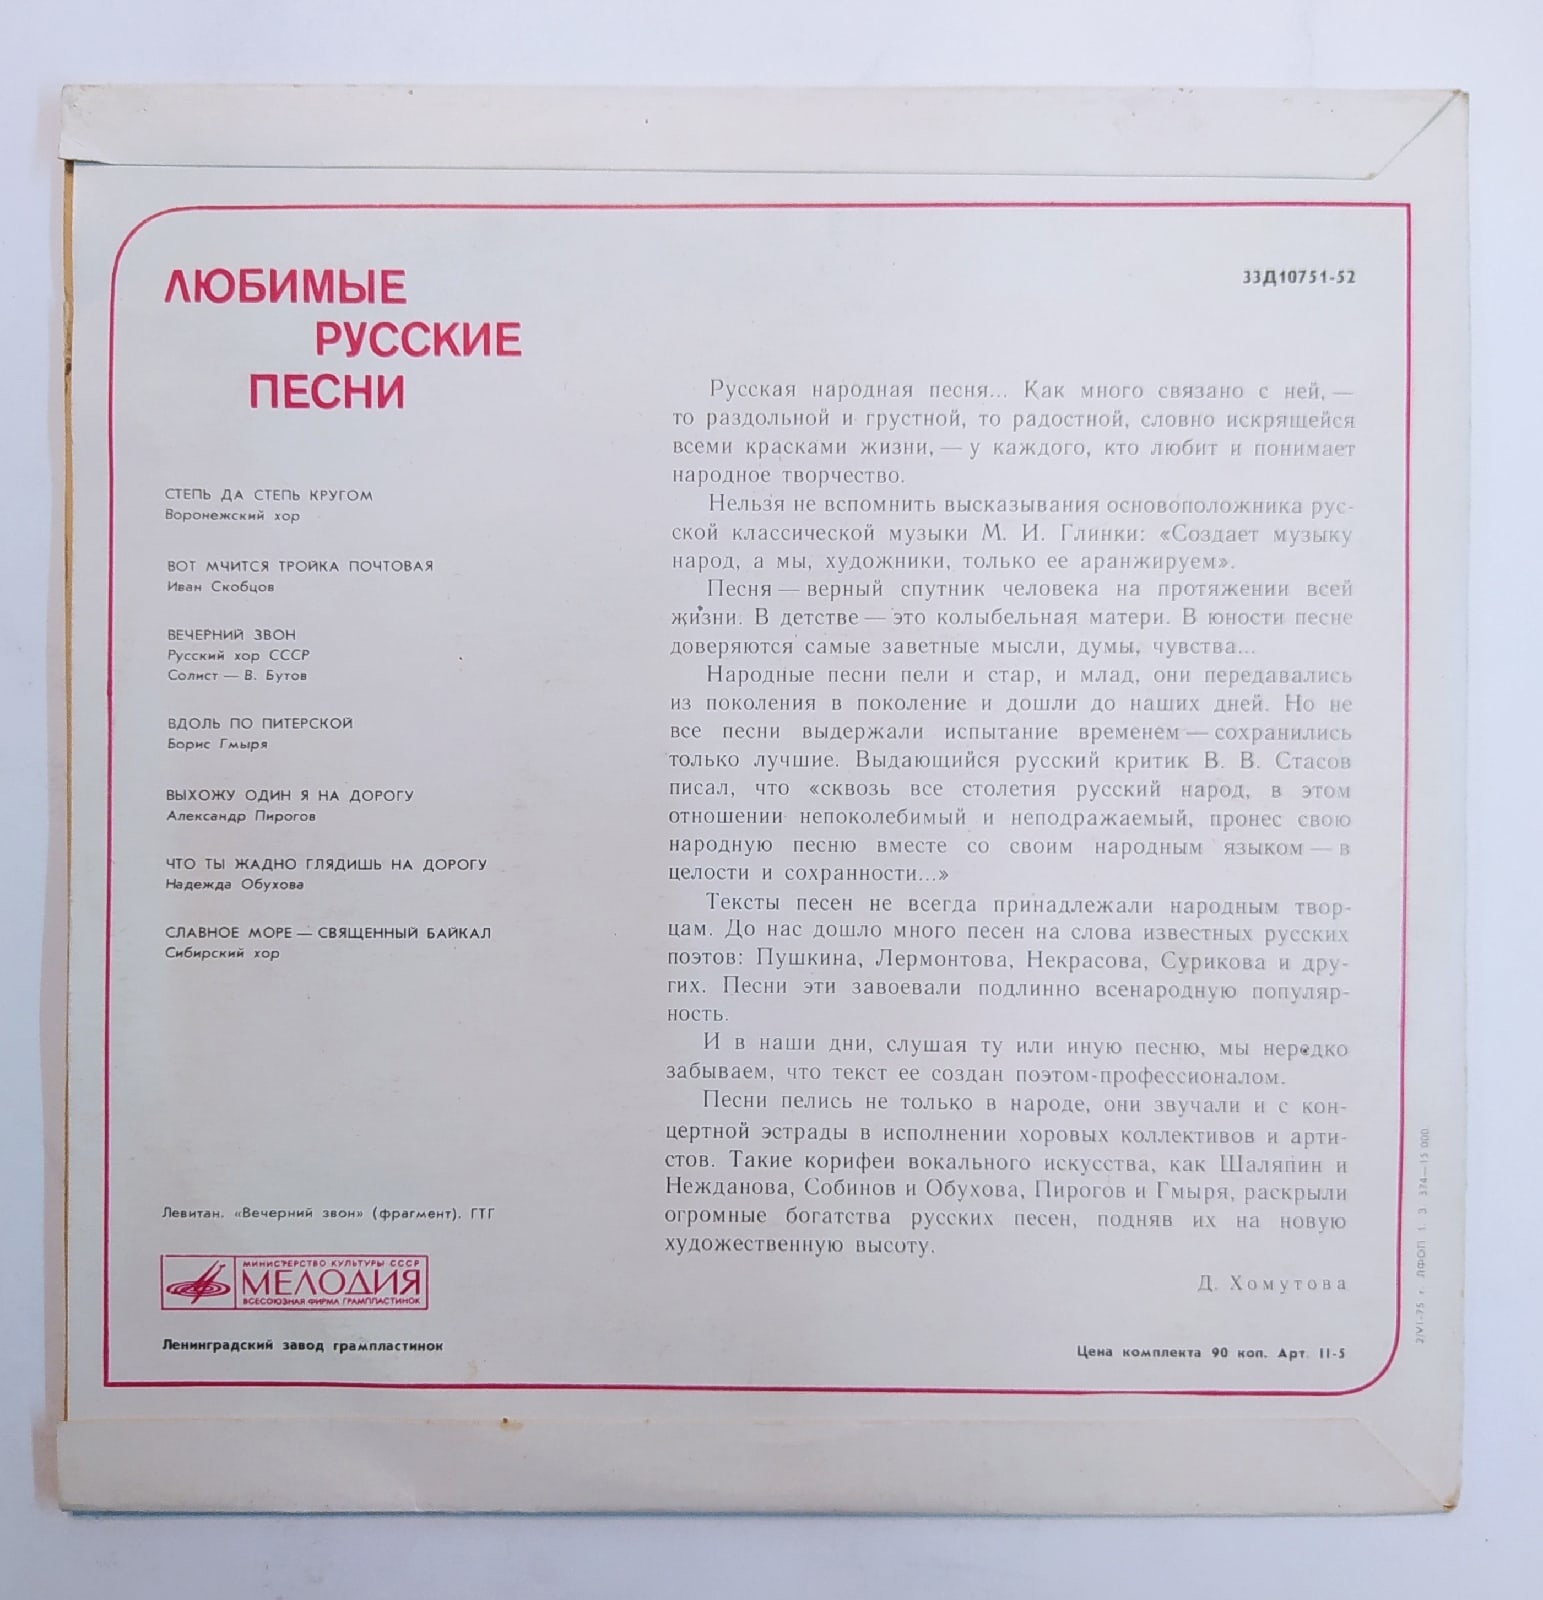 ЛЮБИМЫЕ
РУССКИЕ
ПЕСНИ
33Д10751-52
СТЕПЬ ДА СТЕПЬ КРУГОМ
Воронежский хор
ВОТ МЧИТСЯ ТРОЙКА ПОЧТОВАЯ
Иван Скобцов
ВЕЧЕРНИЙ ЗВОН
Русский хор СССР
Солист — В. Бутов
ВДОЛЬ ПО ПИТЕРСКОЙ
Борис Гмыря
ВЫХОЖУ ОДИН Я НА ДОРОГУ
Александр Пирогов
ЧТО ТЫ ЖАДНО ГЛЯДИШЬ НА ДОРОГУ
Надежда Обухова
СЛАВНОЕ МОРЕ — СВЯЩЕННЫЙ БАЙКАЛ
Сибирский хор
Левитан. «Вечерний звон» (фрагмент). ГТГ
МИНИСТЕРСТВО КУЛЬТУРЫ СССР
МЕЛОДИЯ
ВСЕСОЮЗНАЯ ФИРМА ГРАМПЛАСТИНОК
Ленинградский завод грампластинок
Русская народная песня... Как много связано с ней, —
то раздольной и грустной, то радостной, словно искрящейся
всеми красками жизни, — у каждого, кто любит и понимает
народное творчество.
Нельзя не вспомнить высказывания основоположника рус-
ской классической музыки М. И. Глинки: «Создает музыку
народ, а мы, художники, только ее аранжируем».
Песня — верный спутник человека на протяжении всей
жизни. В детстве — это колыбельная матери. В юности песне
доверяются самые заветные мысли, думы, чувства...
Народные песни пели и стар, и млад, они передавались
из поколения в поколение и дошли до наших дней. Но не
все песни выдержали испытание временем — сохранились
только лучшие. Выдающийся русский критик В. В. Стасов
писал, что «сквозь все столетия русский народ, в этом
отношении непоколебимый и неподражаемый, пронес свою
народную песню вместе со своим народным языком — в
целости и сохранности...»
Тексты песен не всегда принадлежали народным твор-
цам. До нас дошло много песен на слова известных русских
поэтов: Пушкина, Лермонтова, Некрасова, Сурикова и дру-
гих. Песни эти завоевали подлинно всенародную популяр-
ность.
И в наши дни, слушая ту или иную песню, мы нередко
забываем, что текст ее создан поэтом-профессионалом.
Песни пелись не только в народе, они звучали и с кон-
цертной эстрады в исполнении хоровых коллективов и арти-
стов. Такие корифеи вокального искусства, как Шаляпин и
Нежданова, Собинов и Обухова, Пирогов и Гмыря, раскрыли
огромные богатства русских песен, подняв их на новую
художественную высоту.
Д. Хомутова
Цена комплекта 90 коп. Арт. 11-5
2/VI-75 г. ЛФОП 1. З. 374—15 000